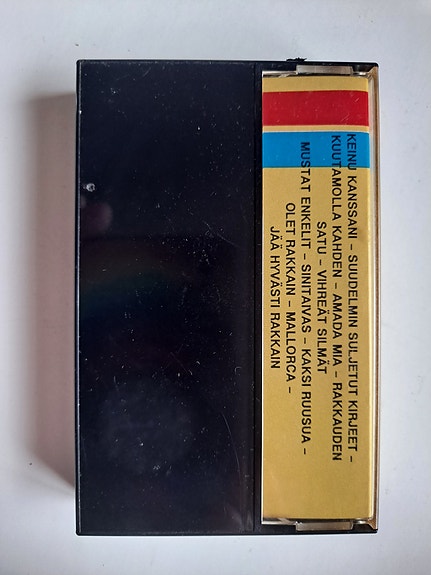 KEINU KANSSANI – SUUDELMIN SULJETUT KIRJEET –
KUUTAMOLLA KAHDEN – AMADA MIA – RAKKAUDEN
SATU – VIHREÄT SILMÄT
MUSTAT ENKELIT – SINITAIVAS – KAKSI RUUSUA –
OLET RAKKAIN – MALLORCA –
JÄÄ HYVÄSTI RAKKAIN